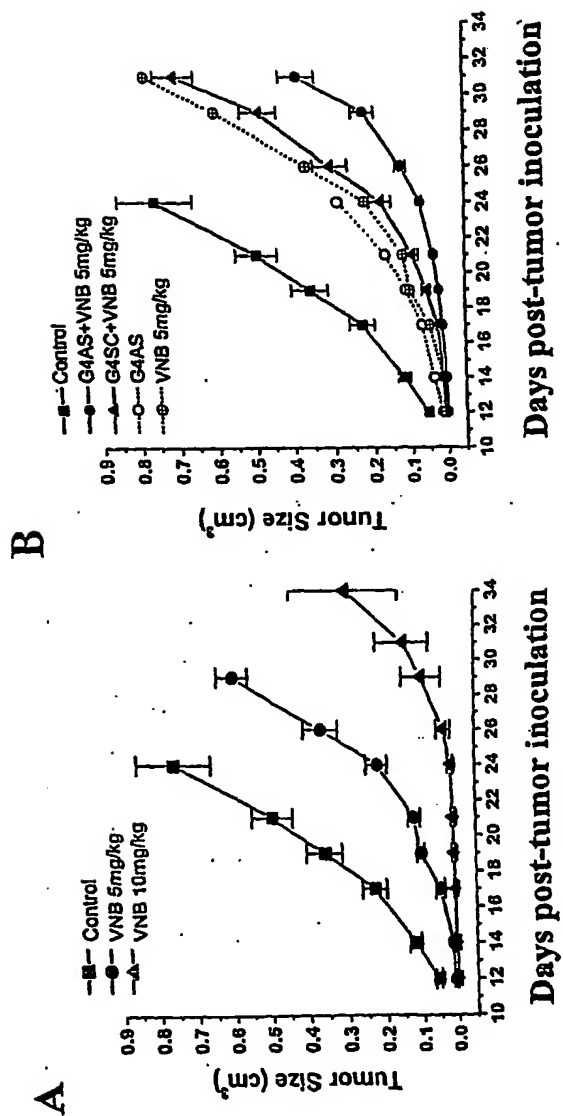 A
Control
VNB 5mg/kg
VNB 10mg/kg
Tumor Size (cm³)
0.9
0.8
0.7
0.6
0.5
0.4
0.3
0.2
0.1
0.0
10 12 14 16 18 20 22 24 26 28 30 32 34
Days post-tumor inoculation
B
Control
G4AS+VNB 5mg/kg
G4SC+VNB 5mg/kg
G4AS
VNB 5mg/kg
Tunor Size (cm³)
0.9
0.8
0.7
0.6
0.5
0.4
0.3
0.2
0.1
0.0
10 12 14 16 18 20 22 24 26 28 30 32 34
Days post-tumor inoculation